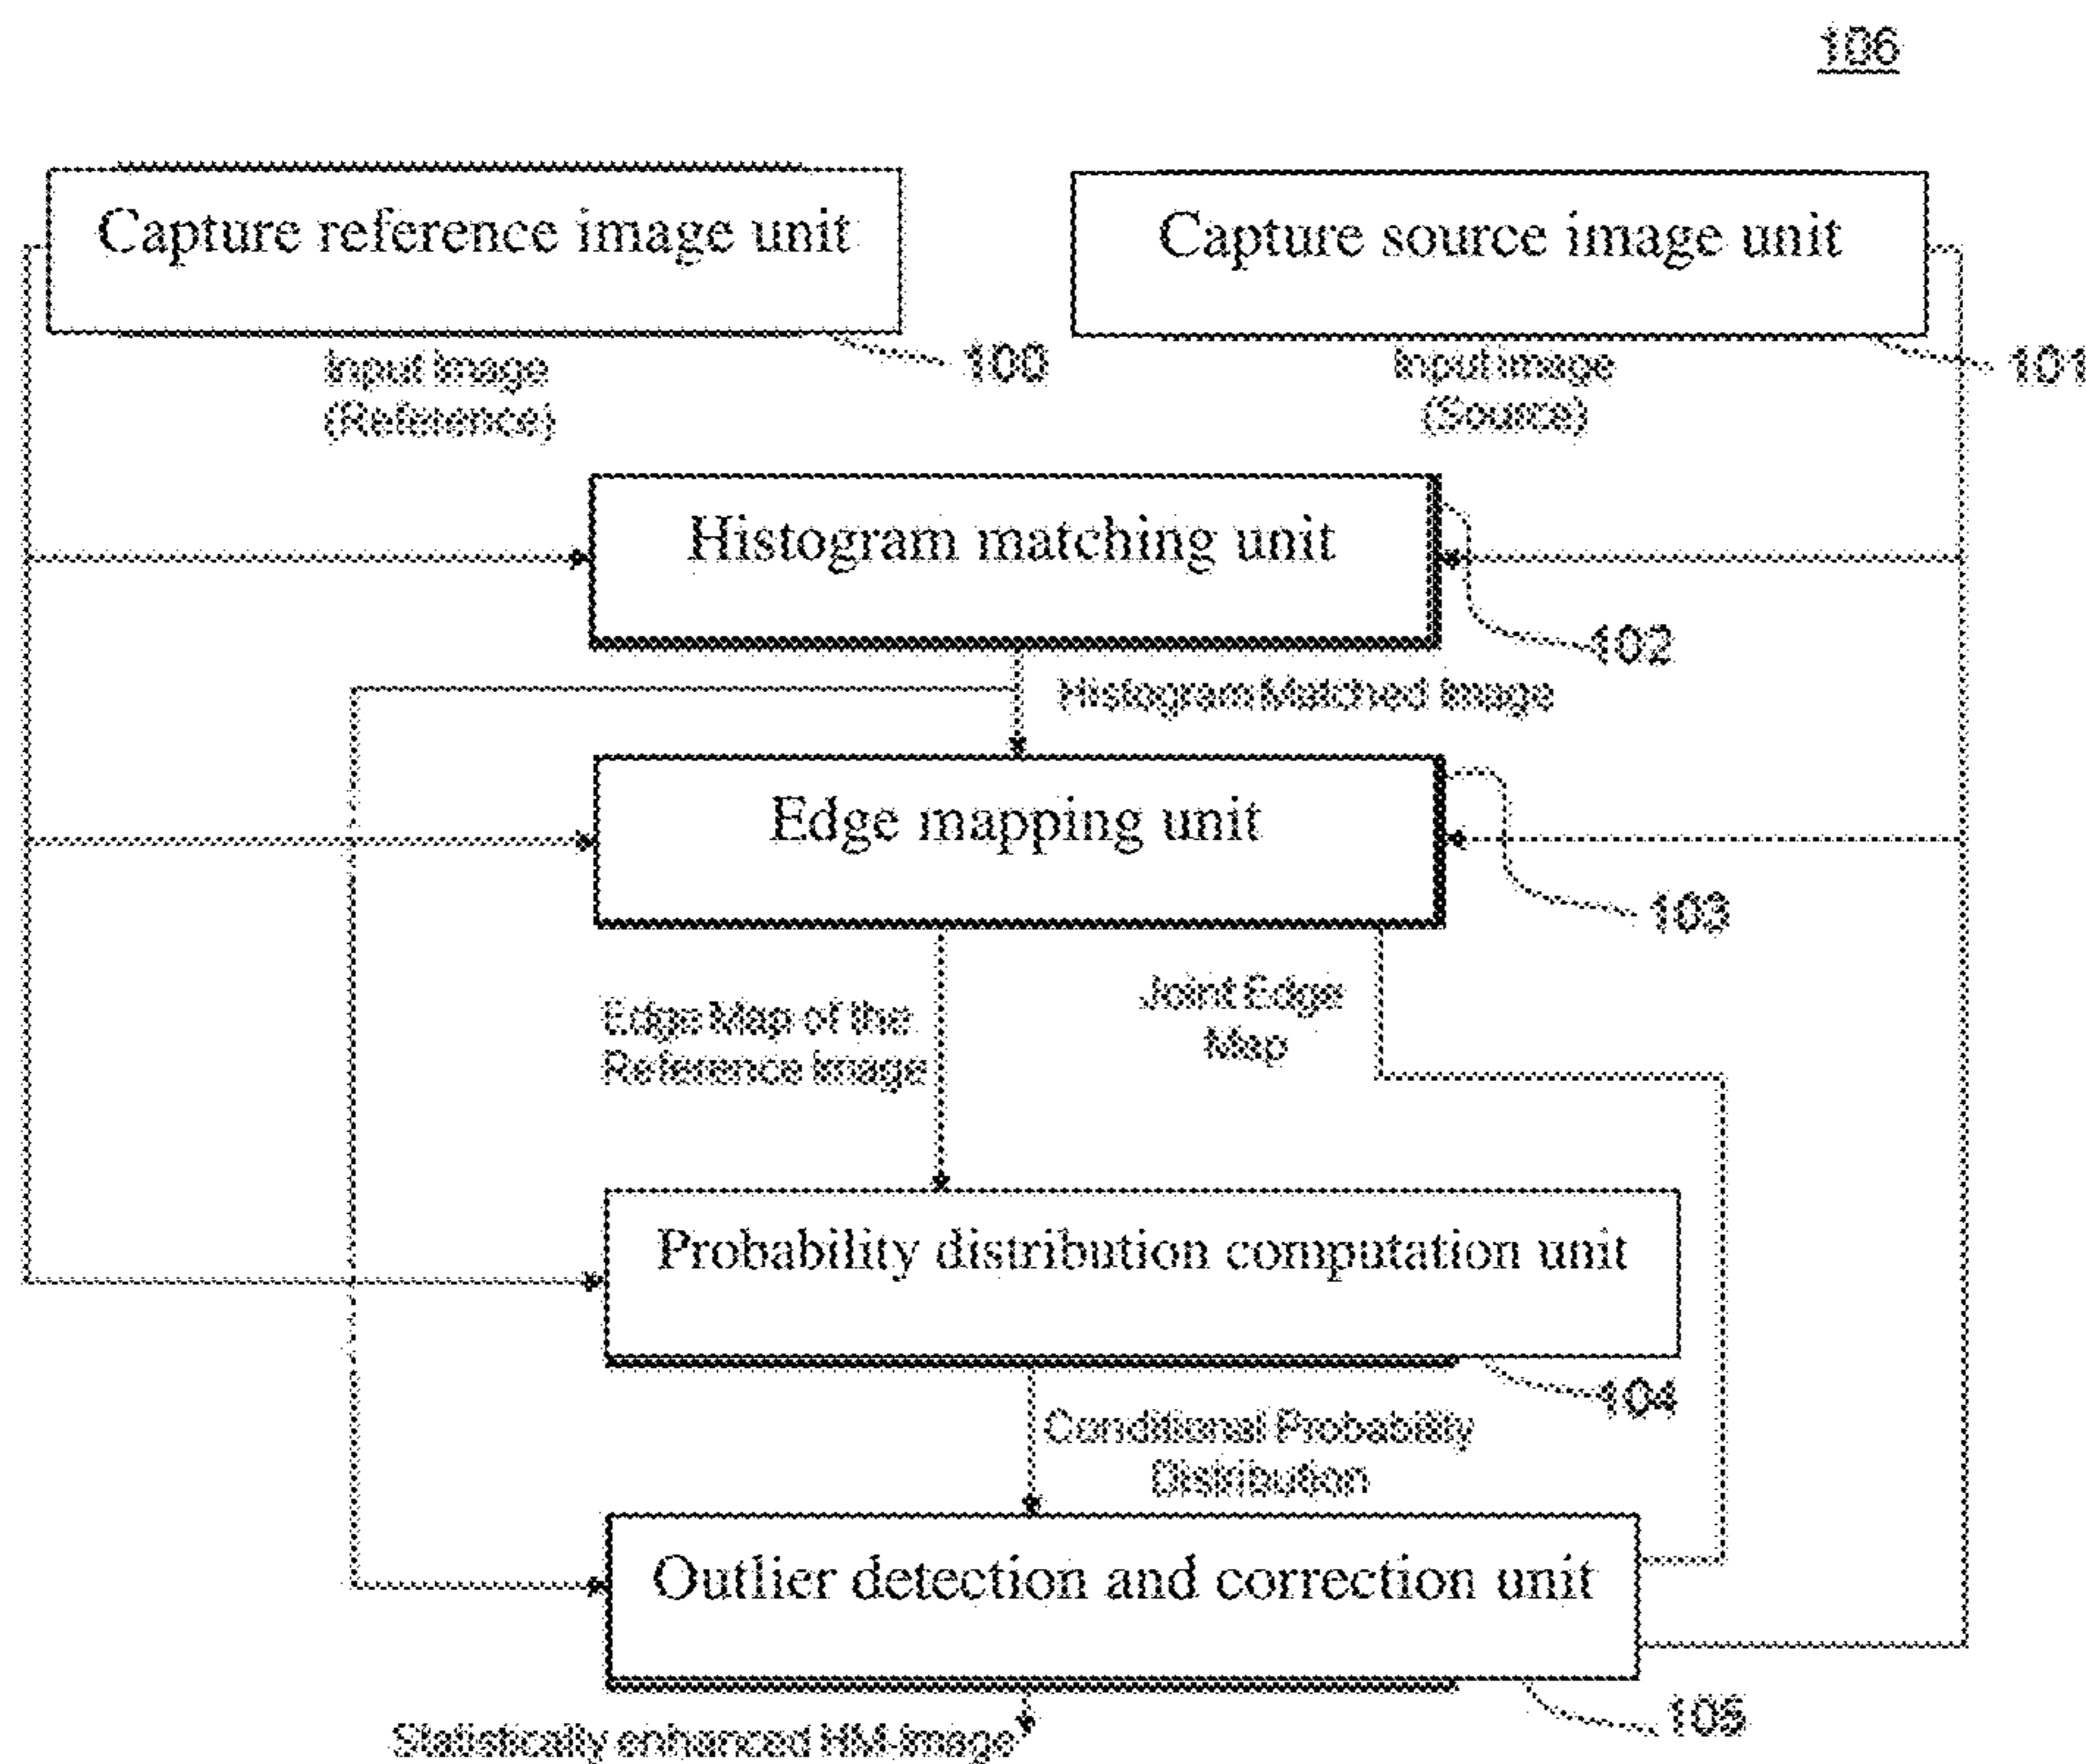 106
Capture reference image unit
Capture source image unit
Input Image
(Reference)
100
Input image
(Source)
101
Histogram matching unit
102
Histogram Matched Image
Edge mapping unit
103
Edge Map of the
Reference Image
Joint Edge
Map
Probability distribution computation unit
104
Conditional Probability
Distribution
Outlier detection and correction unit
105
Statistically enhanced HM-Image